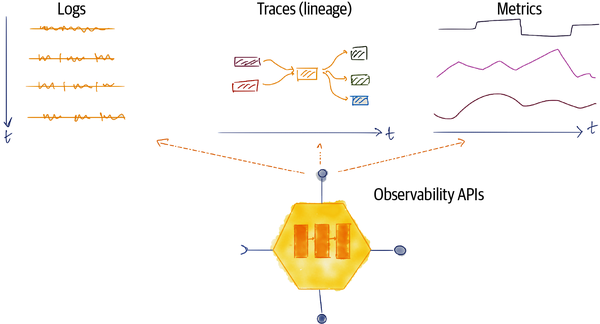 Logs
Traces (lineage)
Metrics
t
t
t
Observability APIs